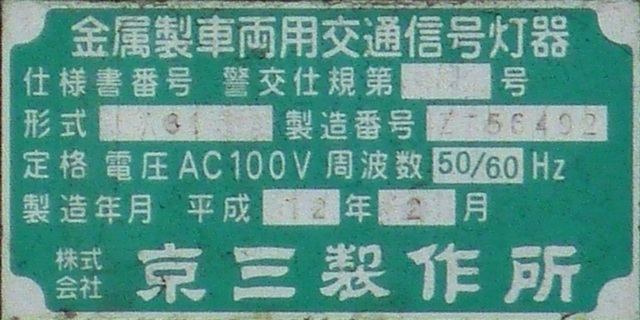 金属製車両用交通信号灯器
仕様書番号 警交仕規第 号
形式 製造番号
定格 電圧AC100V 周波数 50/60 Hz
製造年月 平成 12 年 2 月
株式会社 京三製作所